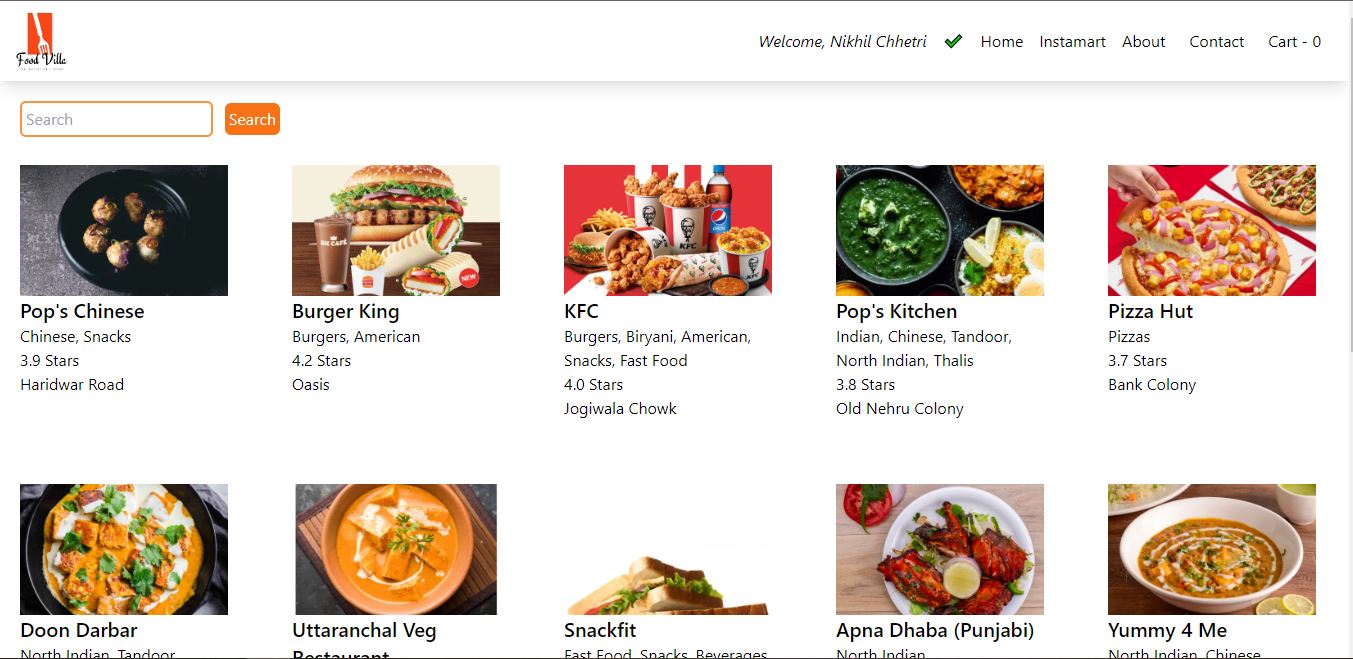 Food Villa
Welcome, Nikhil Chhetri
Home
Instamart
About
Contact
Cart - 0
Search
Search
BK CAFÉ
NEW
KFC
Pop's Chinese
Chinese, Snacks
3.9 Stars
Haridwar Road
Burger King
Burgers, American
4.2 Stars
Oasis
KFC
Burgers, Biryani, American,
Snacks, Fast Food
4.0 Stars
Jogiwala Chowk
Pop's Kitchen
Indian, Chinese, Tandoor,
North Indian, Thalis
3.8 Stars
Old Nehru Colony
Pizza Hut
Pizzas
3.7 Stars
Bank Colony
Doon Darbar
North Indian, Tandoor
Uttaranchal Veg
Restaurant
Snackfit
Fast Food, Snacks, Beverages
Apna Dhaba (Punjabi)
North Indian
Yummy 4 Me
North Indian, Chinese